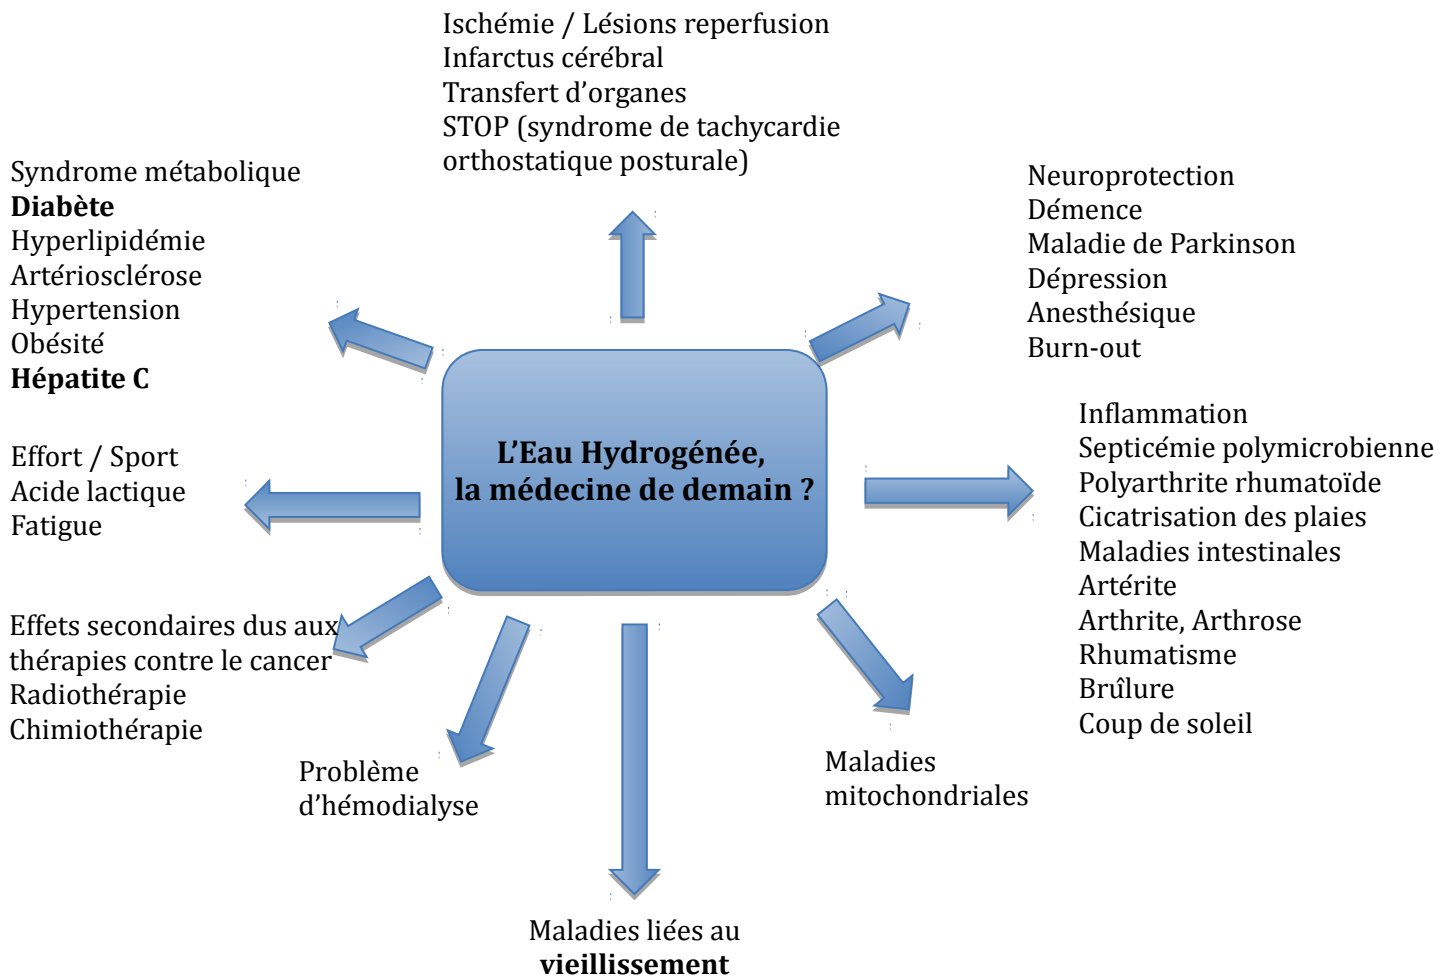 Ischémie / Lésions reperfusion
Infarctus cérébral
Transfert d’organes
STOP (syndrome de tachycardie
orthostatique posturale)
Syndrome métabolique
Diabète
Hyperlipidémie
Artériosclérose
Hypertension
Obésité
Hépatite C
Neuroprotection
Démence
Maladie de Parkinson
Dépression
Anesthésique
Burn-out
L’Eau Hydrogénée,
la médecine de demain ?
Effort / Sport
Acide lactique
Fatigue
Inflammation
Septicémie polymicrobienne
Polyarthrite rhumatoïde
Cicatrisation des plaies
Maladies intestinales
Artérite
Arthrite, Arthrose
Rhumatisme
Brûlure
Coup de soleil
Effets secondaires dus aux
thérapies contre le cancer
Radiothérapie
Chimiothérapie
Problème
d’hémodialyse
Maladies
mitochondriales
Maladies liées au
vieillissement